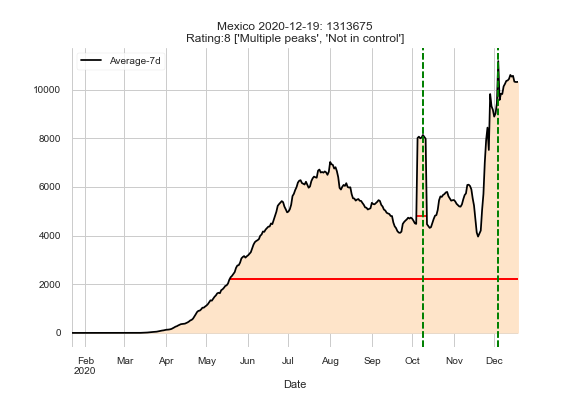 Mexico 2020-12-19: 1313675
Rating:8 ['Multiple peaks', 'Not in control']
Average-7d
10000
8000
6000
4000
2000
0
Feb Mar Apr May Jun Jul Aug Sep Oct Nov Dec
2020
Date